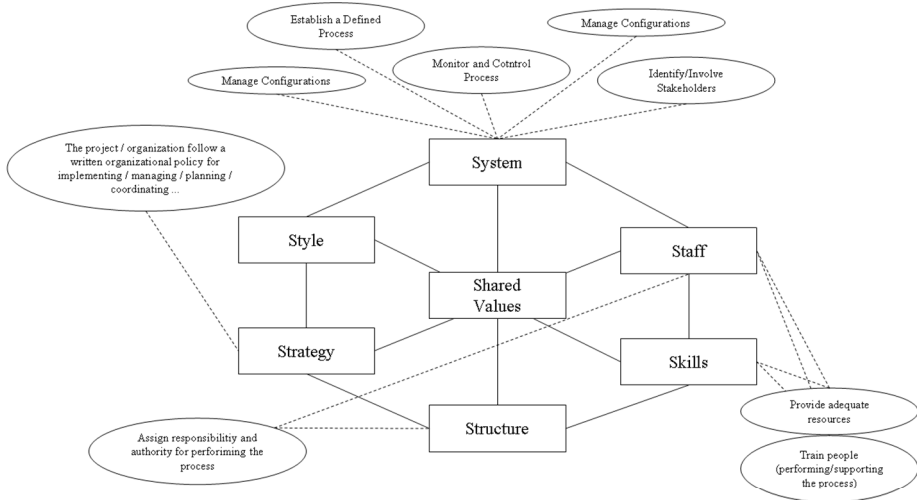 Establish a Defined
Process
Manage Configurations
Monitor and Cotntrol
Process
Manage Configurations
Identify/Involve
Stakeholders
The project / organization follow a
written organizational policy for
implementing / managing / planning /
coordinating ...
System
Style
Staff
Shared
Values
Strategy
Skills
Structure
Provide adequate
resources
Assign responsibilitiy and
authority for perforiming the
process
Train people
(performing/supporting
the process)